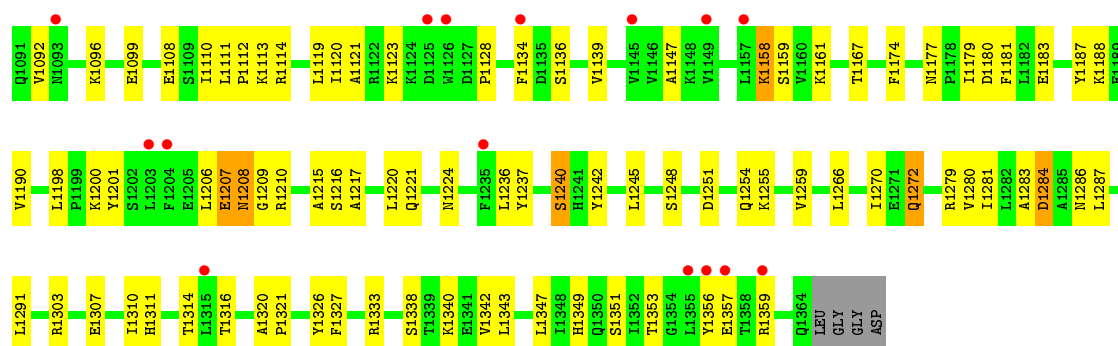 Q1091 V1092 N1093 K1096 E1099 E1108 S1109 I1110 L1111 P1112 K1113 R1114 L1119 I1120 A1121 R1122 K1123 K1124 D1125 W1126 D1127 P1128 F1134 D1135 S1136 V1139 V1145 V1146 A1147 K1148 V1149 L1157 K1158 S1159 V1160 K1161 T1167 F1174 N1177 P1178 I1179 D1180 F1181 L1182 E1183 Y1187 K1188
V1190 L1198 P1199 K1200 Y1201 S1202 L1203 F1204 E1205 L1206 E1207 N1208 G1209 R1210 A1215 S1216 A1217 L1220 Q1221 N1224 F1235 L1236 Y1237 S1240 H1241 Y1242 L1245 S1248 D1251 Q1254 K1255 V1259 L1266 I1270 E1271 Q1272 R1279 V1280 I1281 L1282 A1283 D1284 A1285 N1286 L1287
L1291 R1303 E1307 I1310 H1311 T1314 L1315 T1316 A1320 P1321 Y1326 F1327 R1333 S1338 T1339 K1340 E1341 V1342 L1343 L1347 I1348 H1349 Q1350 S1351 I1352 T1353 G1354 L1355 Y1356 E1357 T1358 R1359 Q1364 LEU GLY GLY ASP